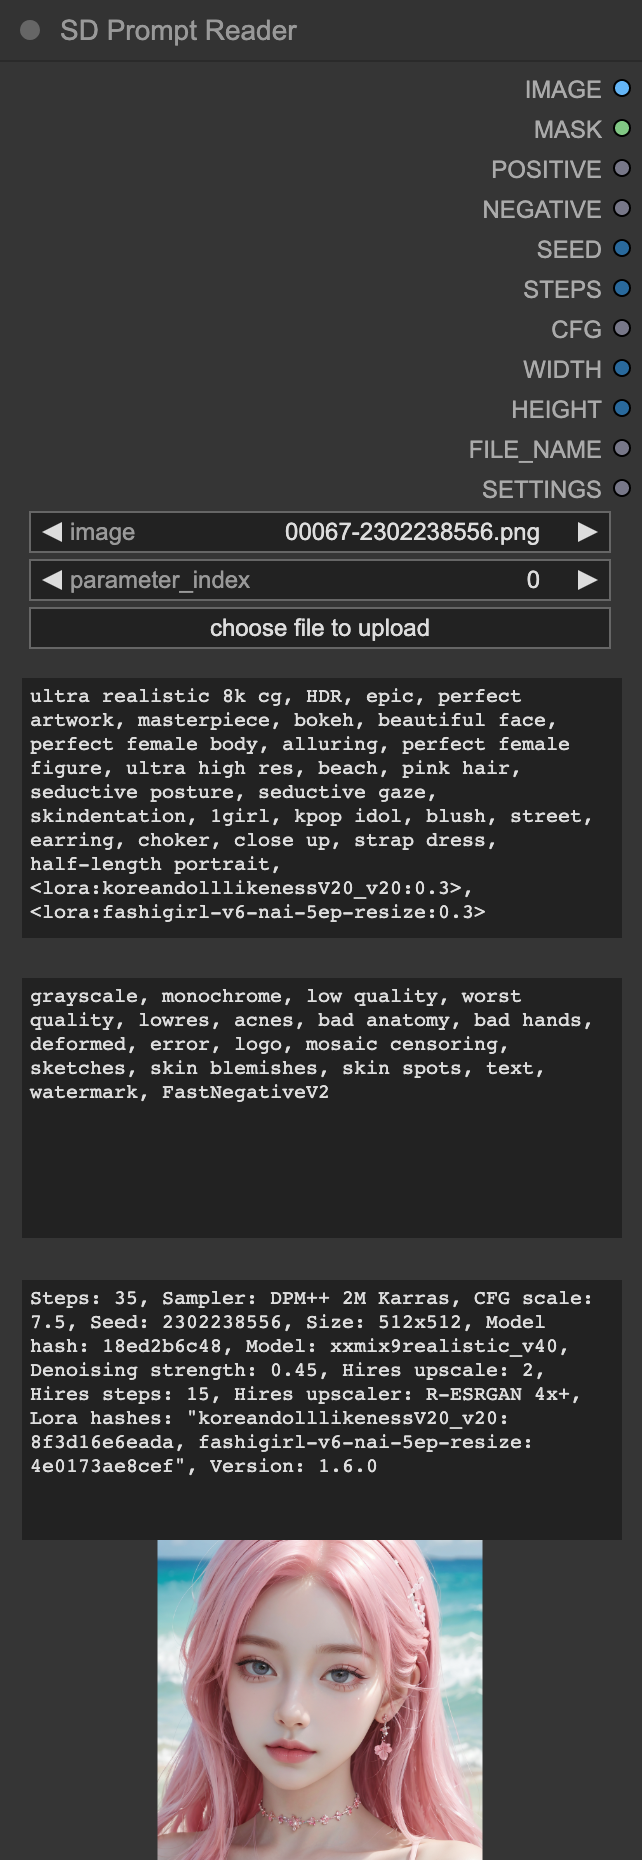 SD Prompt Reader
IMAGE
MASK
POSITIVE
NEGATIVE
SEED
STEPS
CFG
WIDTH
HEIGHT
FILE_NAME
SETTINGS
image 00067-2302238556.png
parameter_index 0
choose file to upload
ultra realistic 8k cg, HDR, epic, perfect
artwork, masterpiece, bokeh, beautiful face,
perfect female body, alluring, perfect female
figure, ultra high res, beach, pink hair,
seductive posture, seductive gaze,
skindentation, 1girl, kpop idol, blush, street,
earring, choker, close up, strap dress,
half-length portrait,
<lora:koreandolllikenessV20_v20:0.3>,
<lora:fashigirl-v6-nai-5ep-resize:0.3>
grayscale, monochrome, low quality, worst
quality, lowres, acnes, bad anatomy, bad hands,
deformed, error, logo, mosaic censoring,
sketches, skin blemishes, skin spots, text,
watermark, FastNegativeV2
Steps: 35, Sampler: DPM++ 2M Karras, CFG scale:
7.5, Seed: 2302238556, Size: 512x512, Model
hash: 18ed2b6c48, Model: xxmix9realistic_v40,
Denoising strength: 0.45, Hires upscale: 2,
Hires steps: 15, Hires upscaler: R-ESRGAN 4x+,
Lora hashes: "koreandolllikenessV20_v20:
8f3d16e6eada, fashigirl-v6-nai-5ep-resize:
4e0173ae8cef", Version: 1.6.0